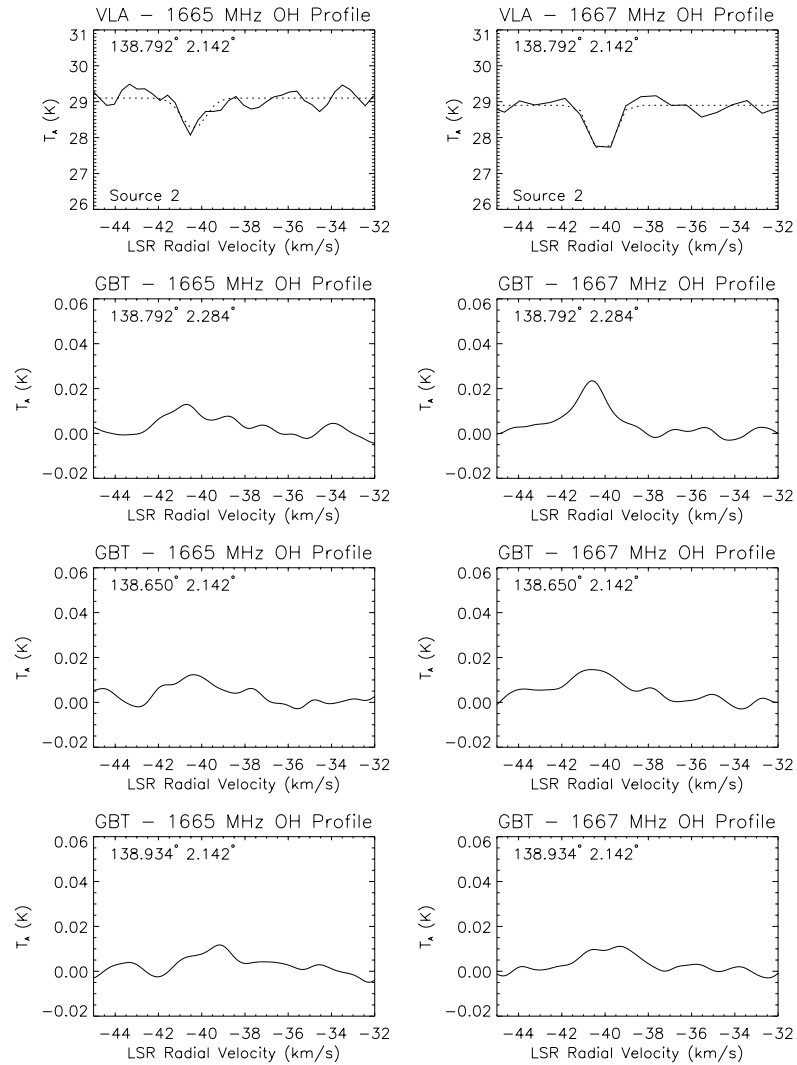 VLA − 1665 MHz OH Profile
31
30
29
28
27
26
T_A (K)
138.792° 2.142°
Source 2
−44 −42 −40 −38 −36 −34 −32
LSR Radial Velocity (km/s)
VLA − 1667 MHz OH Profile
31
30
29
28
27
26
T_A (K)
138.792° 2.142°
Source 2
−44 −42 −40 −38 −36 −34 −32
LSR Radial Velocity (km/s)
GBT − 1665 MHz OH Profile
0.06
0.04
0.02
0.00
−0.02
T_A (K)
138.792° 2.284°
−44 −42 −40 −38 −36 −34 −32
LSR Radial Velocity (km/s)
GBT − 1667 MHz OH Profile
0.06
0.04
0.02
0.00
−0.02
T_A (K)
138.792° 2.284°
−44 −42 −40 −38 −36 −34 −32
LSR Radial Velocity (km/s)
GBT − 1665 MHz OH Profile
0.06
0.04
0.02
0.00
−0.02
T_A (K)
138.650° 2.142°
−44 −42 −40 −38 −36 −34 −32
LSR Radial Velocity (km/s)
GBT − 1667 MHz OH Profile
0.06
0.04
0.02
0.00
−0.02
T_A (K)
138.650° 2.142°
−44 −42 −40 −38 −36 −34 −32
LSR Radial Velocity (km/s)
GBT − 1665 MHz OH Profile
0.06
0.04
0.02
0.00
−0.02
T_A (K)
138.934° 2.142°
−44 −42 −40 −38 −36 −34 −32
LSR Radial Velocity (km/s)
GBT − 1667 MHz OH Profile
0.06
0.04
0.02
0.00
−0.02
T_A (K)
138.934° 2.142°
−44 −42 −40 −38 −36 −34 −32
LSR Radial Velocity (km/s)